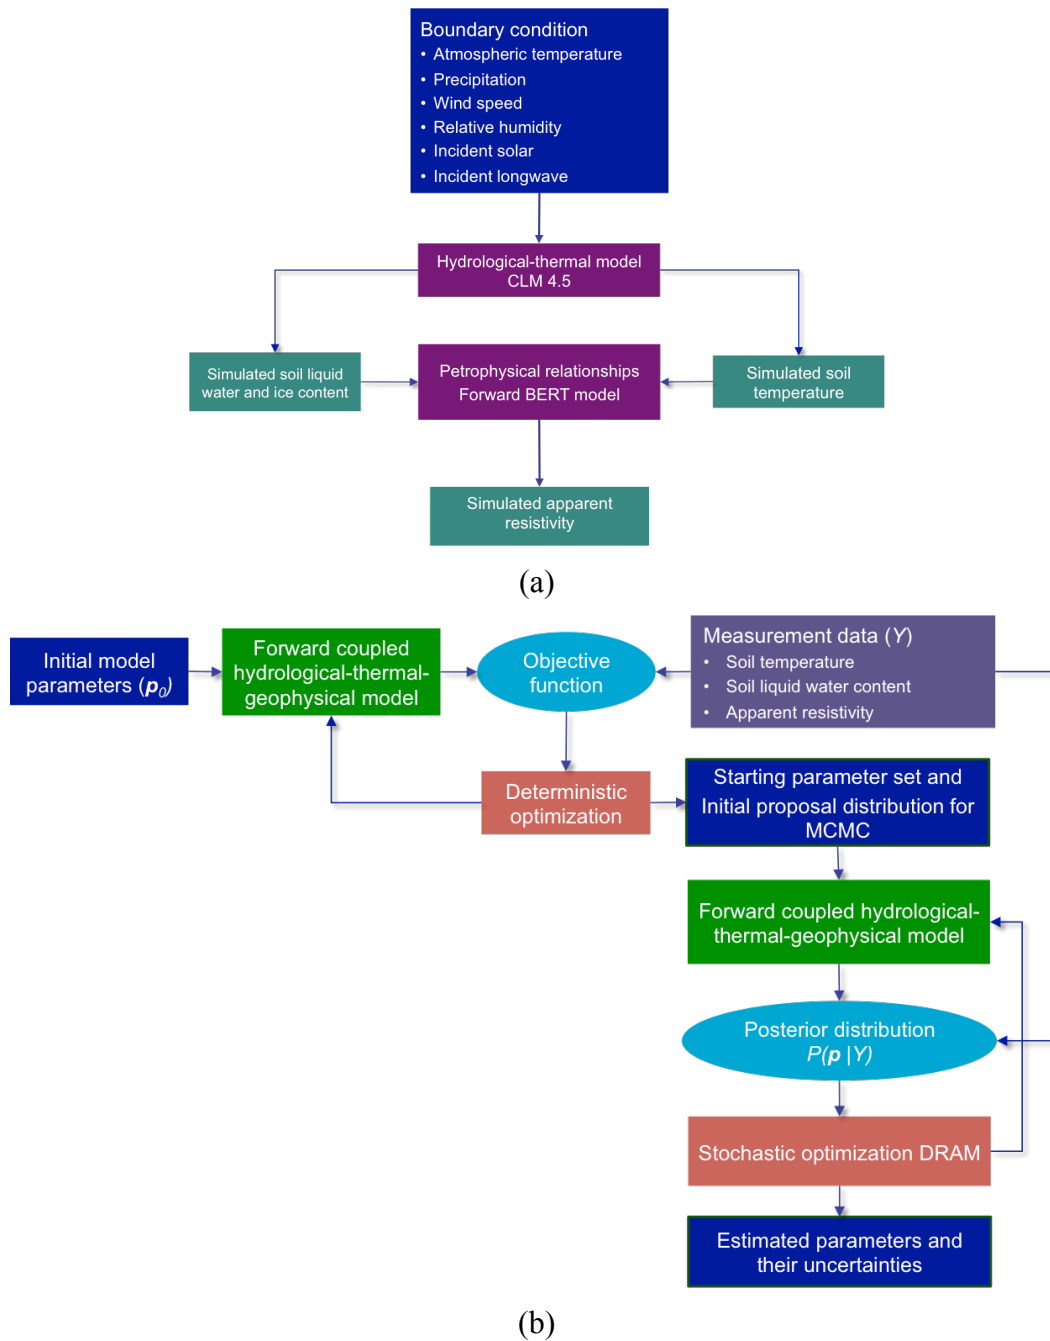 Boundary condition
• Atmospheric temperature
• Precipitation
• Wind speed
• Relative humidity
• Incident solar
• Incident longwave
Hydrological-thermal model
CLM 4.5
Simulated soil liquid
water and ice content
Petrophysical relationships
Forward BERT model
Simulated soil
temperature
Simulated apparent
resistivity
(a)
Initial model
parameters (p0)
Forward coupled
hydrological-thermal-
geophysical model
Objective
function
Measurement data (Y)
• Soil temperature
• Soil liquid water content
• Apparent resistivity
Deterministic
optimization
Starting parameter set and
Initial proposal distribution for
MCMC
Forward coupled hydrological-
thermal-geophysical model
Posterior distribution
P(p |Y)
Stochastic optimization DRAM
Estimated parameters and
their uncertainties
(b)